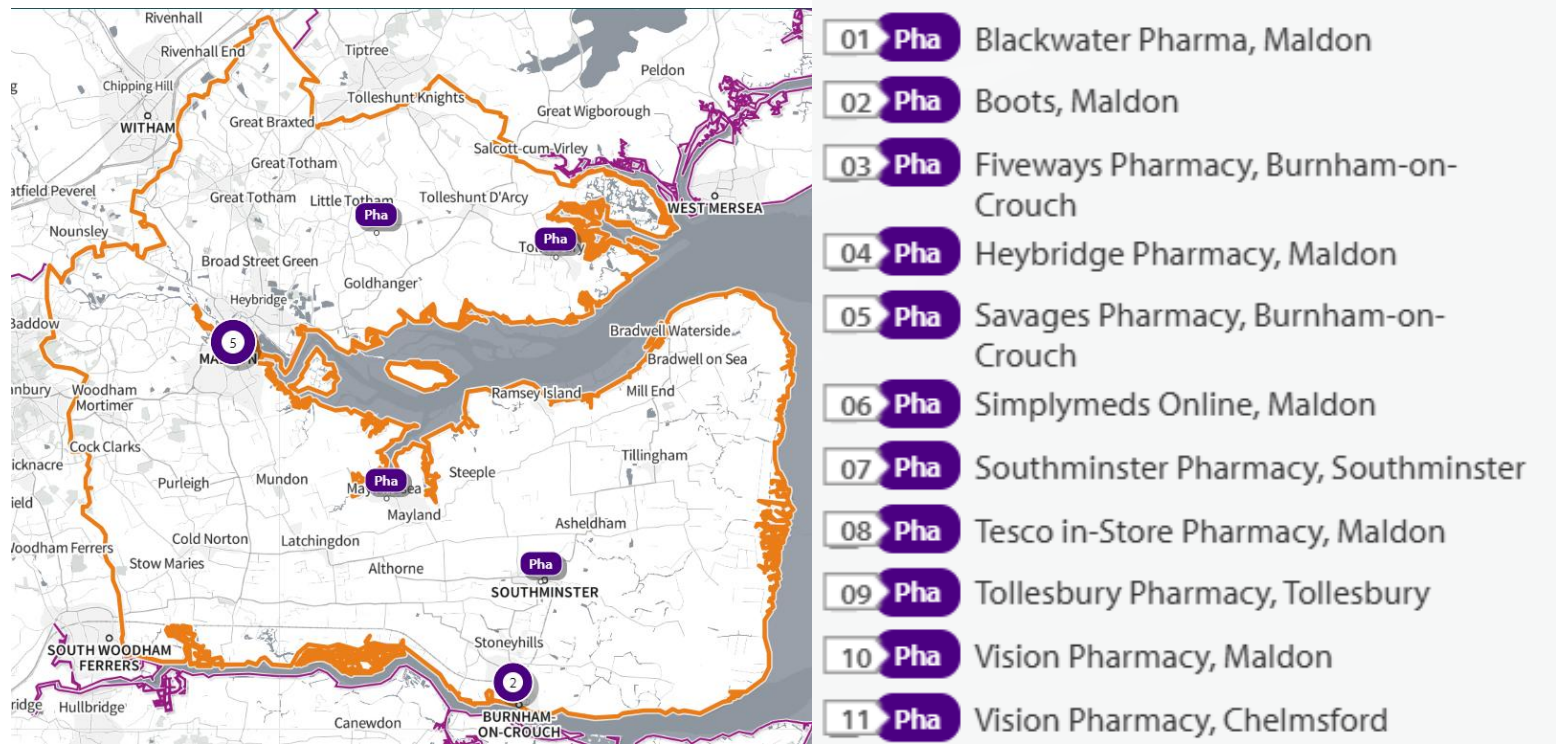 Rivenhall
Rivenhall End
Tiptree
Chipping Hill
Peldon
Tolleshunt Knights
Great Wigborough
WITHAM
Great Braxted
Salcott-cum-Virley
Great Totham
atfield Peverel
Great Totham
Little Totham
Tolleshunt D'Arcy
WEST MERSEA
Pha
Nounsley
Pha
Broad Street Green
Goldhanger
Heybridge
Baddow
Bradwell Waterside
5
Bradwell on Sea
anbury
Woodham
Mortimer
Ramsey Island
Mill End
Cock Clarks
icknacre
Tillingham
Purleigh
Mundon
Steeple
Pha
ield
Mayland
Asheldham
Cold Norton
Latchingdon
Woodham Ferrers
Stow Maries
Althorne
Pha
SOUTHMINSTER
Stoneyhills
SOUTH WOODHAM
FERRERS
2
ridge
Hullbridge
Canewdon
BURNHAM-
ON-CROUCH
01 Pha Blackwater Pharma, Maldon
02 Pha Boots, Maldon
03 Pha Fiveways Pharmacy, Burnham-on-
Crouch
04 Pha Heybridge Pharmacy, Maldon
05 Pha Savages Pharmacy, Burnham-on-
Crouch
06 Pha Simplymeds Online, Maldon
07 Pha Southminster Pharmacy, Southminster
08 Pha Tesco in-Store Pharmacy, Maldon
09 Pha Tollesbury Pharmacy, Tollesbury
10 Pha Vision Pharmacy, Maldon
11 Pha Vision Pharmacy, Chelmsford